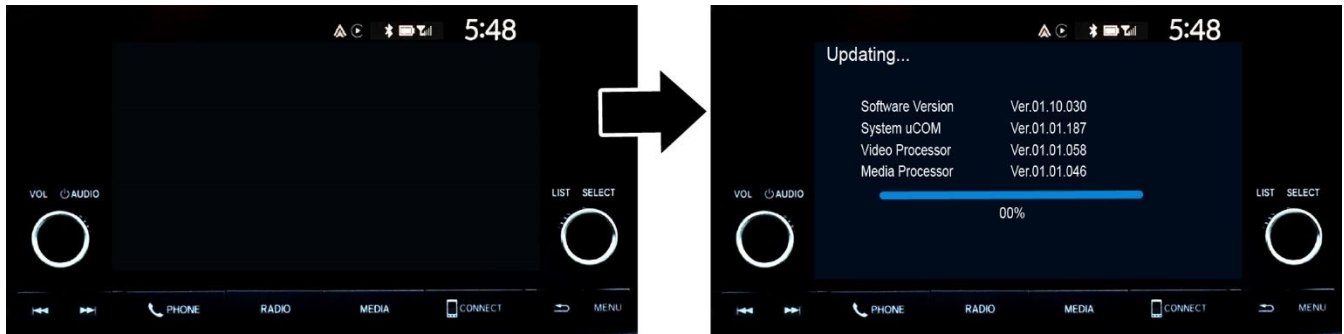 5:48
VOL AUDIO
LIST SELECT
PHONE RADIO MEDIA CONNECT MENU
5:48
Updating...
Software Version Ver.01.10.030
System uCOM Ver.01.01.187
Video Processor Ver.01.01.058
Media Processor Ver.01.01.046
00%
VOL AUDIO
LIST SELECT
PHONE RADIO MEDIA CONNECT MENU